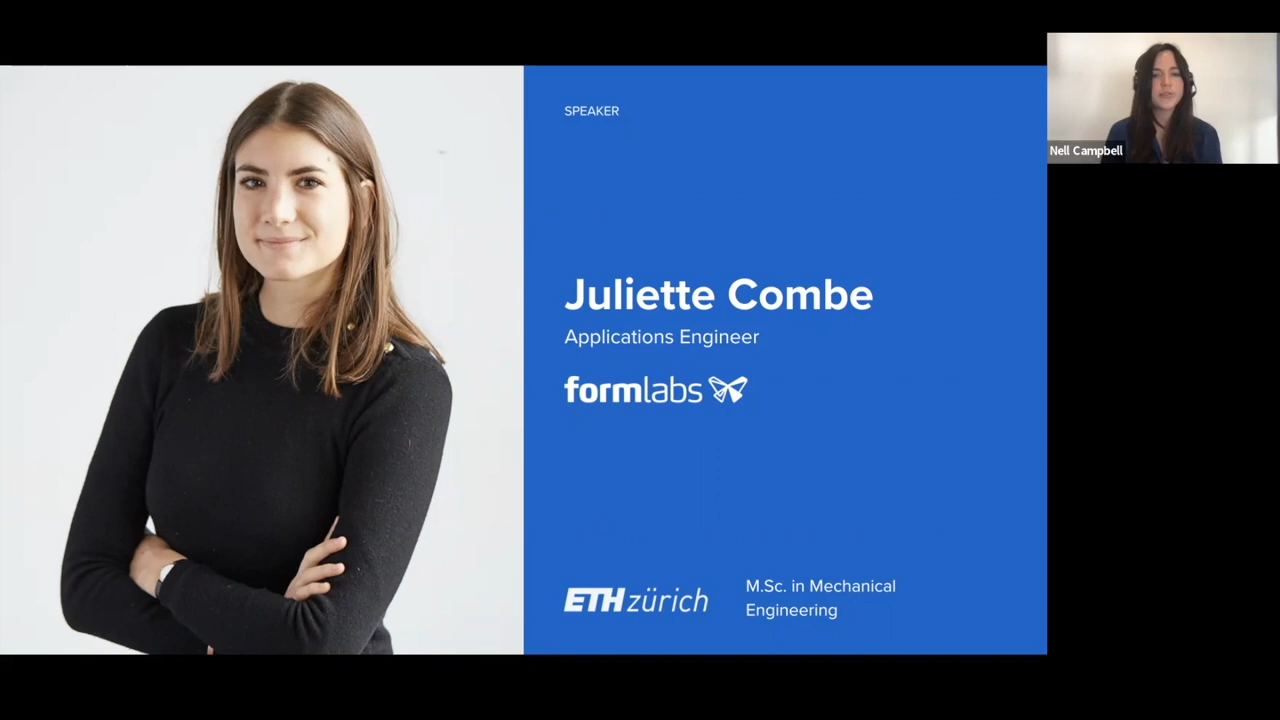 SPEAKER
Juliette Combe
Applications Engineer
formlabs
ETH zürich
M.Sc. in Mechanical
Engineering
Nell Campbell